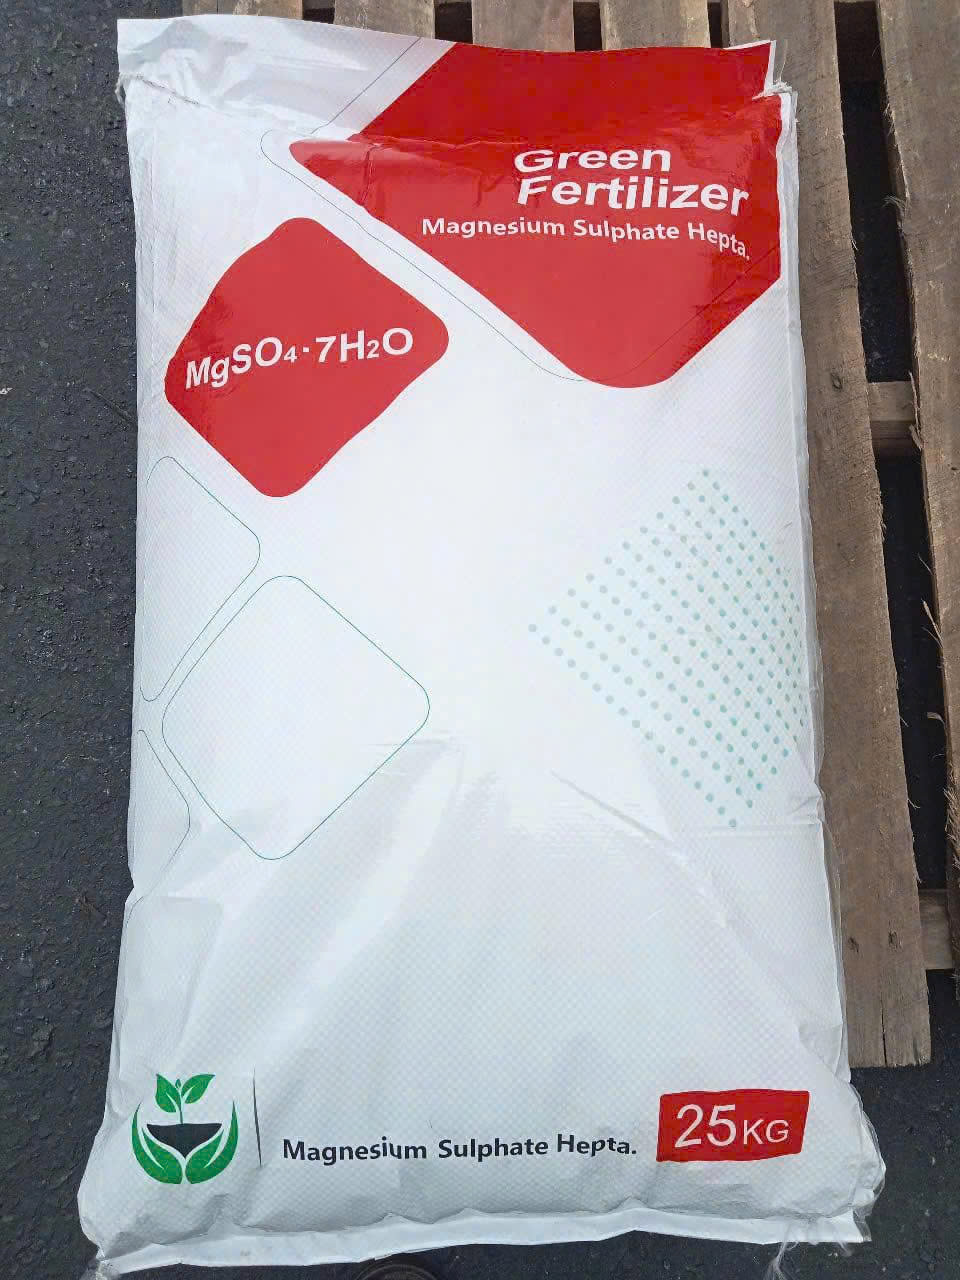 Green
Fertilizer
Magnesium Sulphate Hepta.
MgSO₄·7H₂O
Magnesium Sulphate Hepta.
25KG